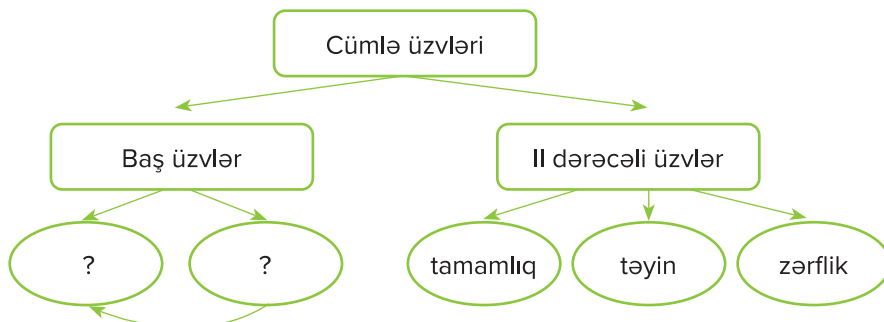 Cümlə üzvləri
Baş üzvlər
II dərəcəli üzvlər
?
?
tamamlıq
təyin
zərflik